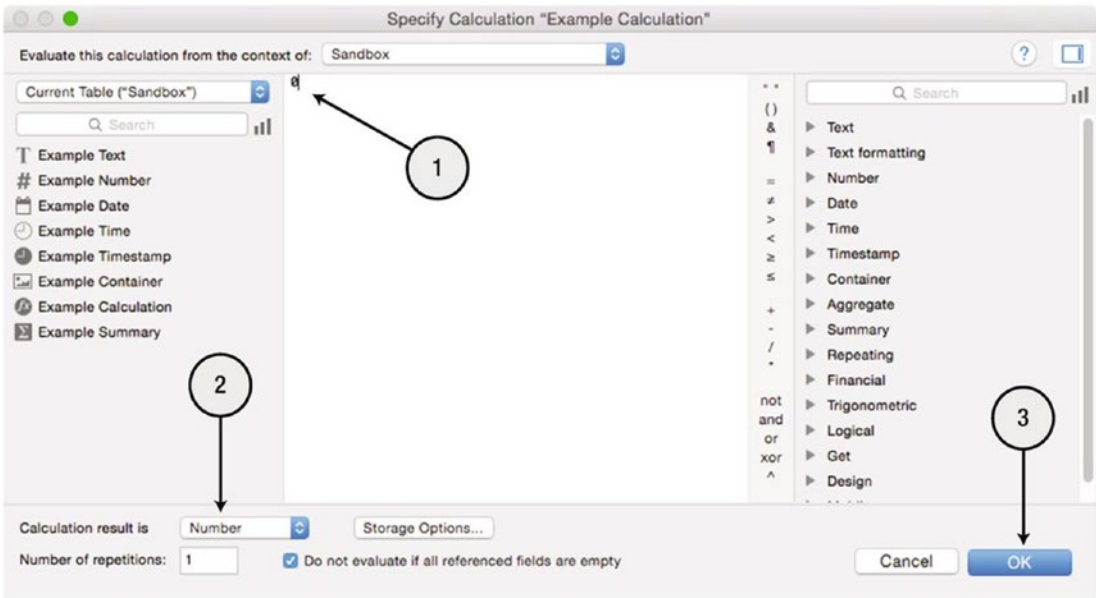 Specify Calculation "Example Calculation"
Evaluate this calculation from the context of: Sandbox
?
Current Table ("Sandbox")
Search
T Example Text
# Example Number
Example Date
Example Time
Example Timestamp
Example Container
Example Calculation
Σ Example Summary
0
1
2
3
" "
()
&
¶
=
≠
>
<
≥
≤
+
-
/
*
not
and
or
xor
^
Search
Text
Text formatting
Number
Date
Time
Timestamp
Container
Aggregate
Summary
Repeating
Financial
Trigonometric
Logical
Get
Design
Calculation result is Number Storage Options...
Number of repetitions: 1 Do not evaluate if all referenced fields are empty
Cancel OK